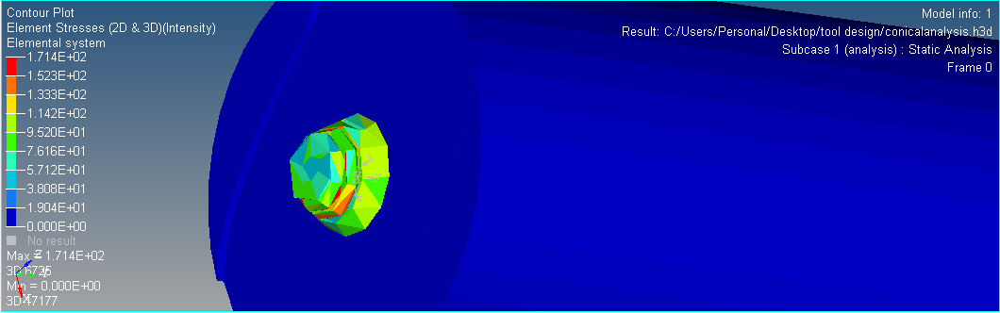 Contour Plot
Element Stresses (2D & 3D)(Intensity)
Elemental system
1.714E+02
1.523E+02
1.333E+02
1.142E+02
9.520E+01
7.616E+01
5.712E+01
3.808E+01
1.904E+01
0.000E+00
No result
Max = 1.714E+02
3D 6725
Min = 0.000E+00
3D 47177
Z
Y
X
Model info: 1
Result: C:/Users/Personal/Desktop/tool design/conicalanalysis.h3d
Subcase 1 (analysis) : Static Analysis
Frame 0